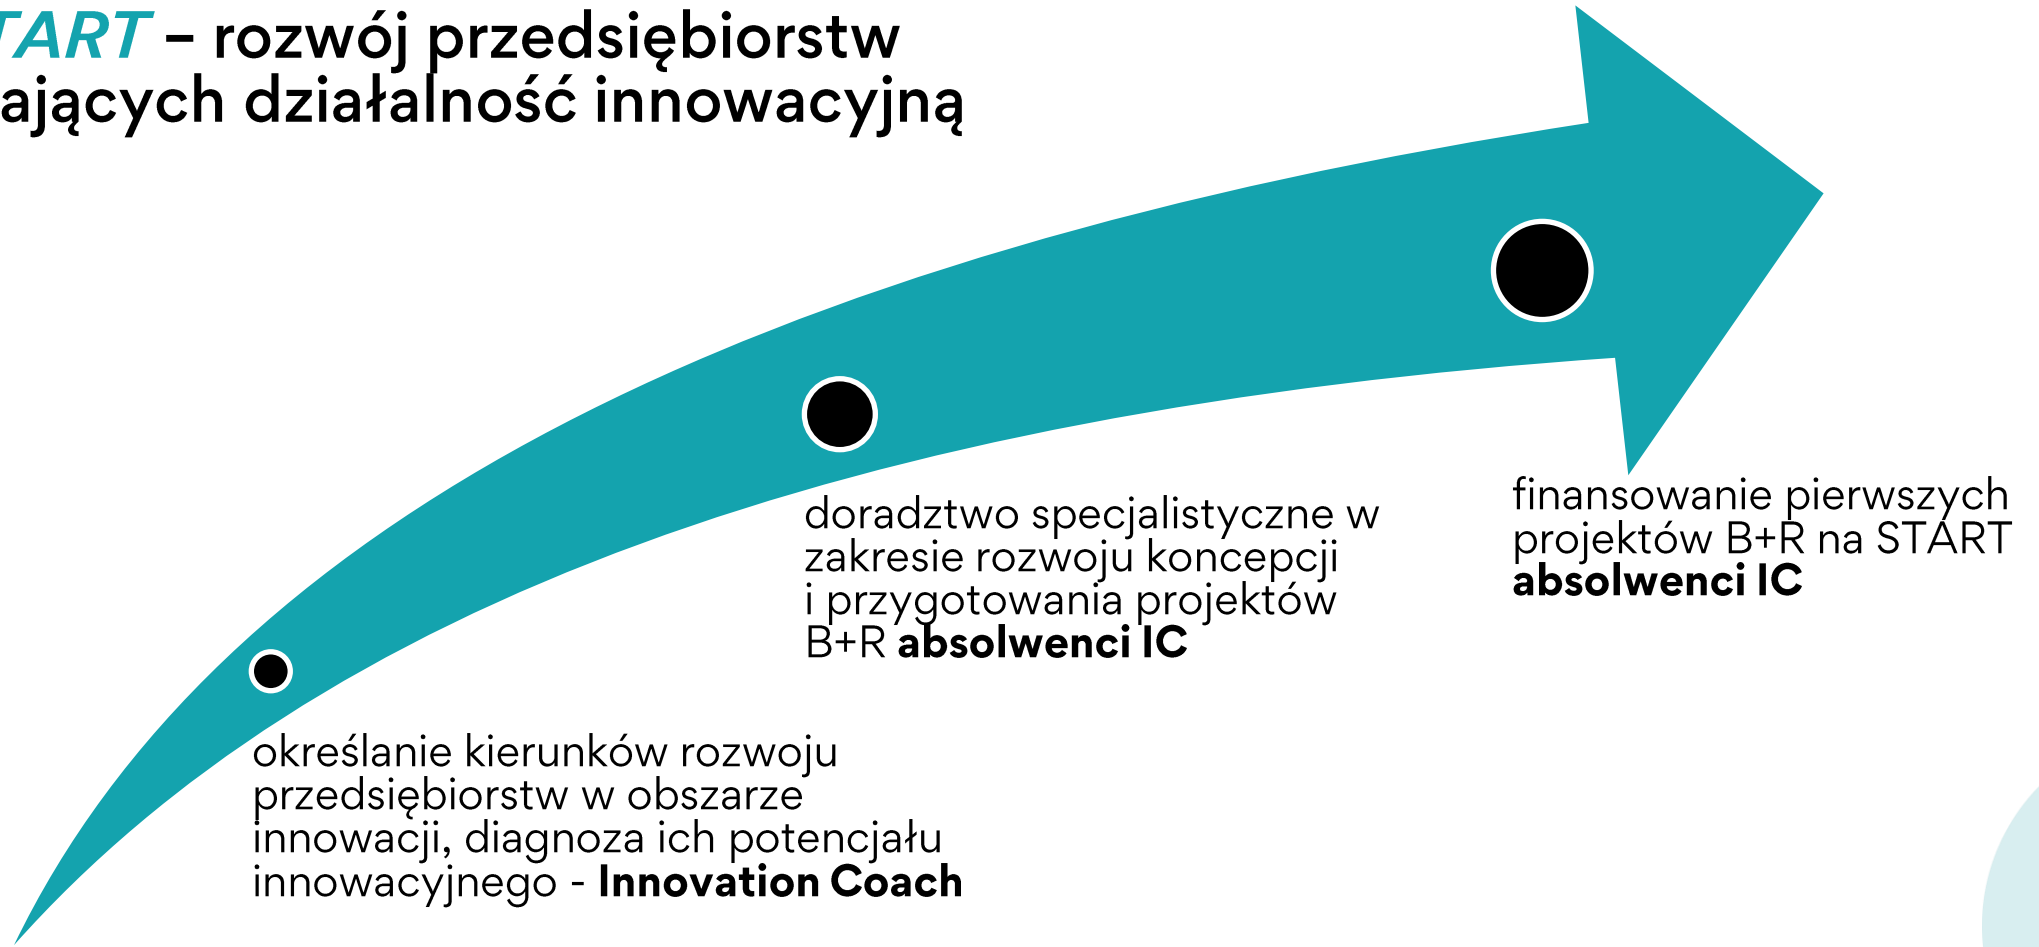 TART – rozwój przedsiębiorstw
ających działalność innowacyjną
doradztwo specjalistyczne w
zakresie rozwoju koncepcji
i przygotowania projektów
B+R absolwenci IC
finansowanie pierwszych
projektów B+R na START
absolwenci IC
określanie kierunków rozwoju
przedsiębiorstw w obszarze
innowacji, diagnoza ich potencjału
innowacyjnego - Innovation Coach